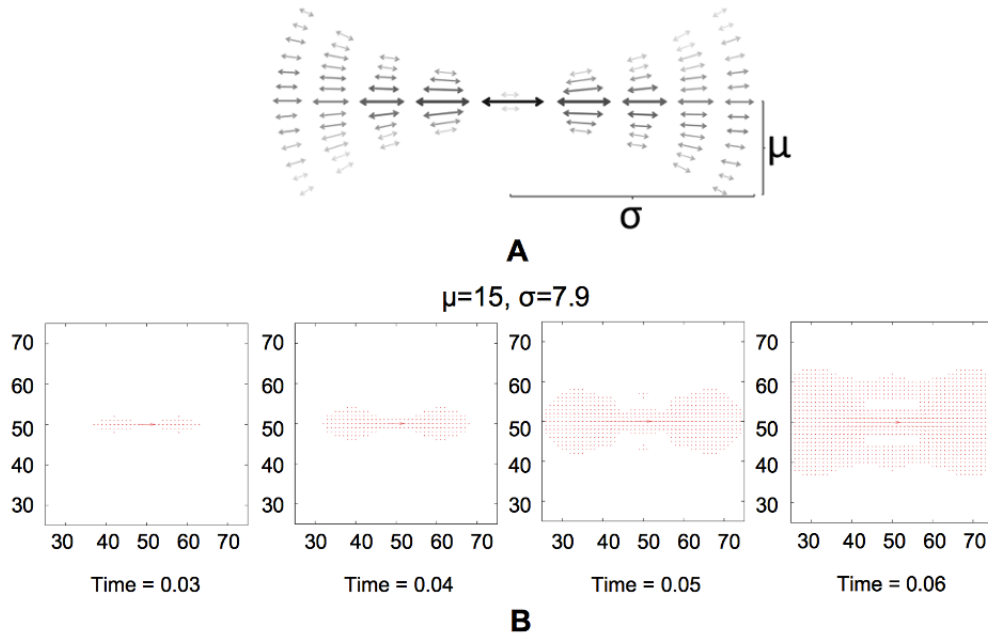 μ
σ
A
μ=15, σ=7.9
70 70 70 70
60 60 60 60
50 50 50 50
40 40 40 40
30 30 30 30
30 40 50 60 70 30 40 50 60 70 30 40 50 60 70 30 40 50 60 70
Time = 0.03 Time = 0.04 Time = 0.05 Time = 0.06
B